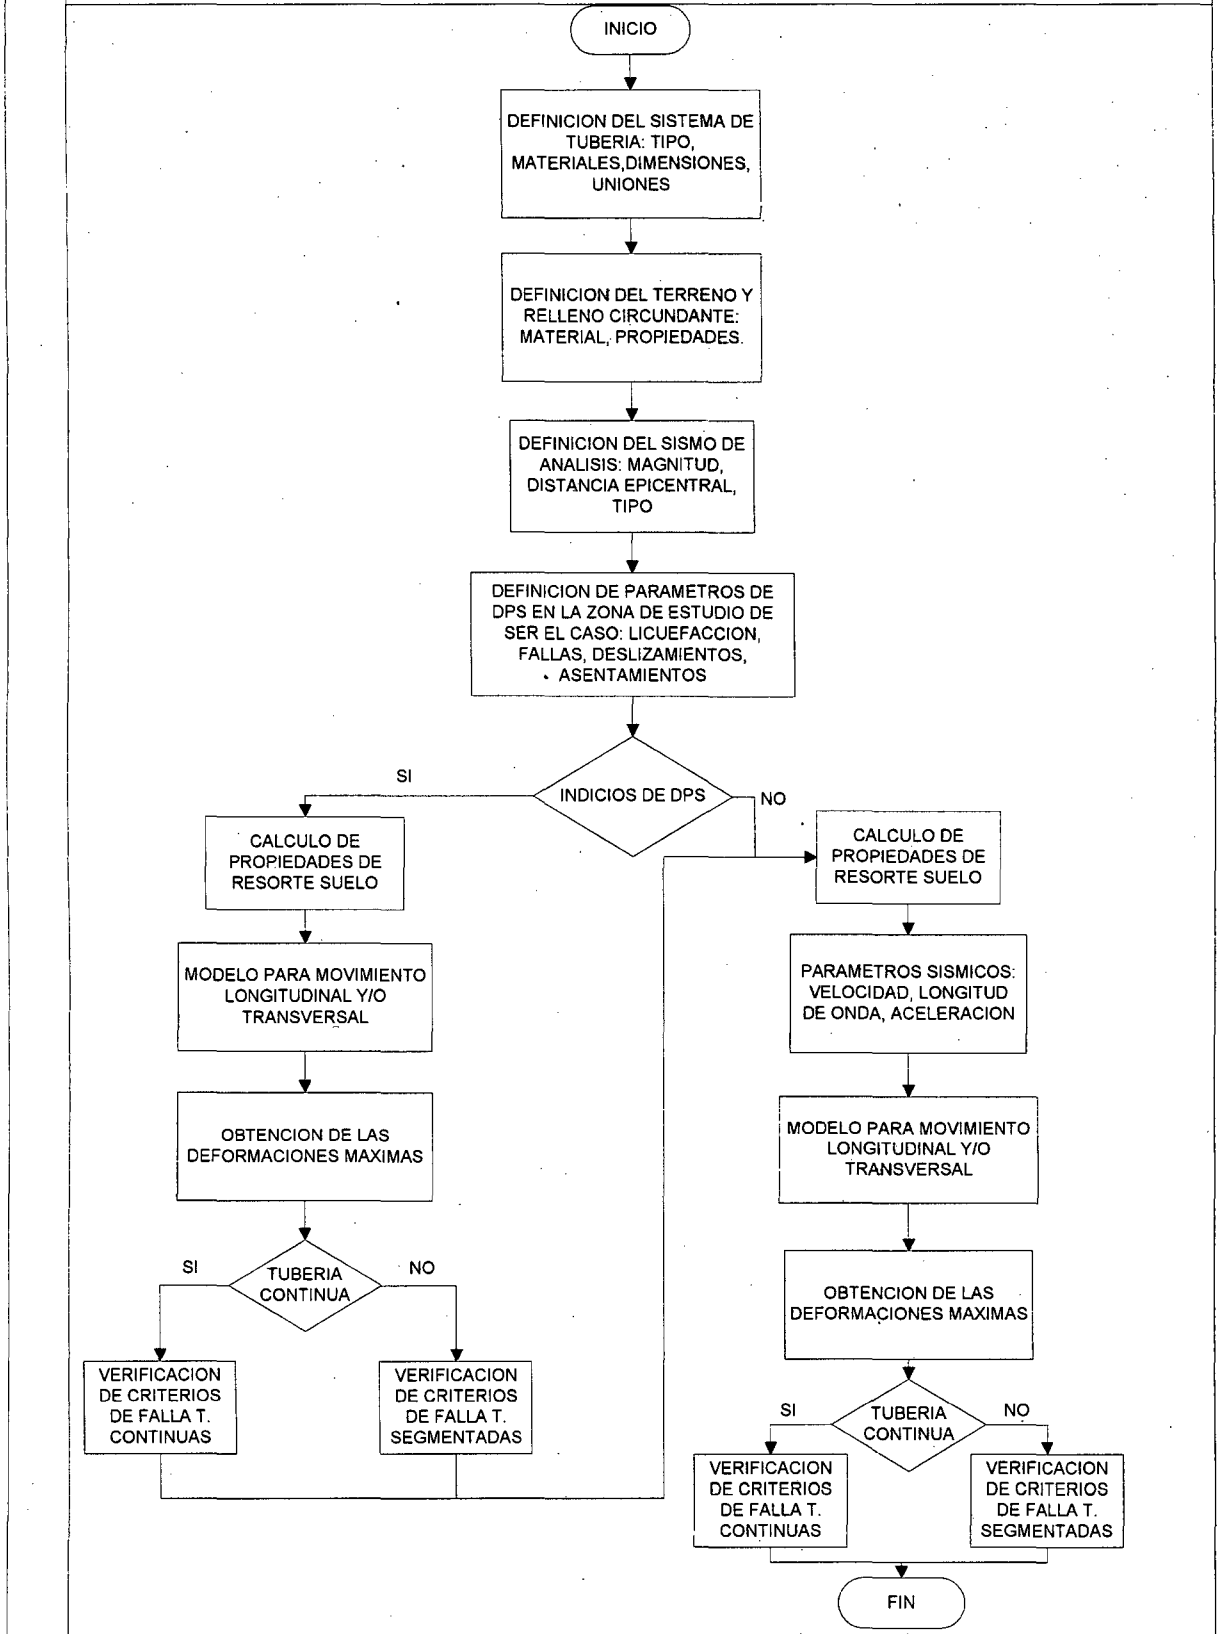 INICIO
DEFINICION DEL SISTEMA DE
TUBERIA: TIPO,
MATERIALES,DIMENSIONES,
UNIONES
DEFINICION DEL TERRENO Y
RELLENO CIRCUNDANTE:
MATERIAL, PROPIEDADES.
DEFINICION DEL SISMO DE
ANALISIS: MAGNITUD,
DISTANCIA EPICENTRAL,
TIPO
DEFINICION DE PARAMETROS DE
DPS EN LA ZONA DE ESTUDIO DE
SER EL CASO: LICUEFACCION,
FALLAS, DESLIZAMIENTOS,
ASENTAMIENTOS
INDICIOS DE DPS
SI
NO
CALCULO DE
PROPIEDADES DE
RESORTE SUELO
MODELO PARA MOVIMIENTO
LONGITUDINAL Y/O
TRANSVERSAL
OBTENCION DE LAS
DEFORMACIONES MAXIMAS
TUBERIA
CONTINUA
SI
NO
VERIFICACION
DE CRITERIOS
DE FALLA T.
CONTINUAS
VERIFICACION
DE CRITERIOS
DE FALLA T.
SEGMENTADAS
CALCULO DE
PROPIEDADES DE
RESORTE SUELO
PARAMETROS SISMICOS:
VELOCIDAD, LONGITUD
DE ONDA, ACELERACION
MODELO PARA MOVIMIENTO
LONGITUDINAL Y/O
TRANSVERSAL
OBTENCION DE LAS
DEFORMACIONES MAXIMAS
TUBERIA
CONTINUA
SI
NO
VERIFICACION
DE CRITERIOS
DE FALLA T.
CONTINUAS
VERIFICACION
DE CRITERIOS
DE FALLA T.
SEGMENTADAS
FIN